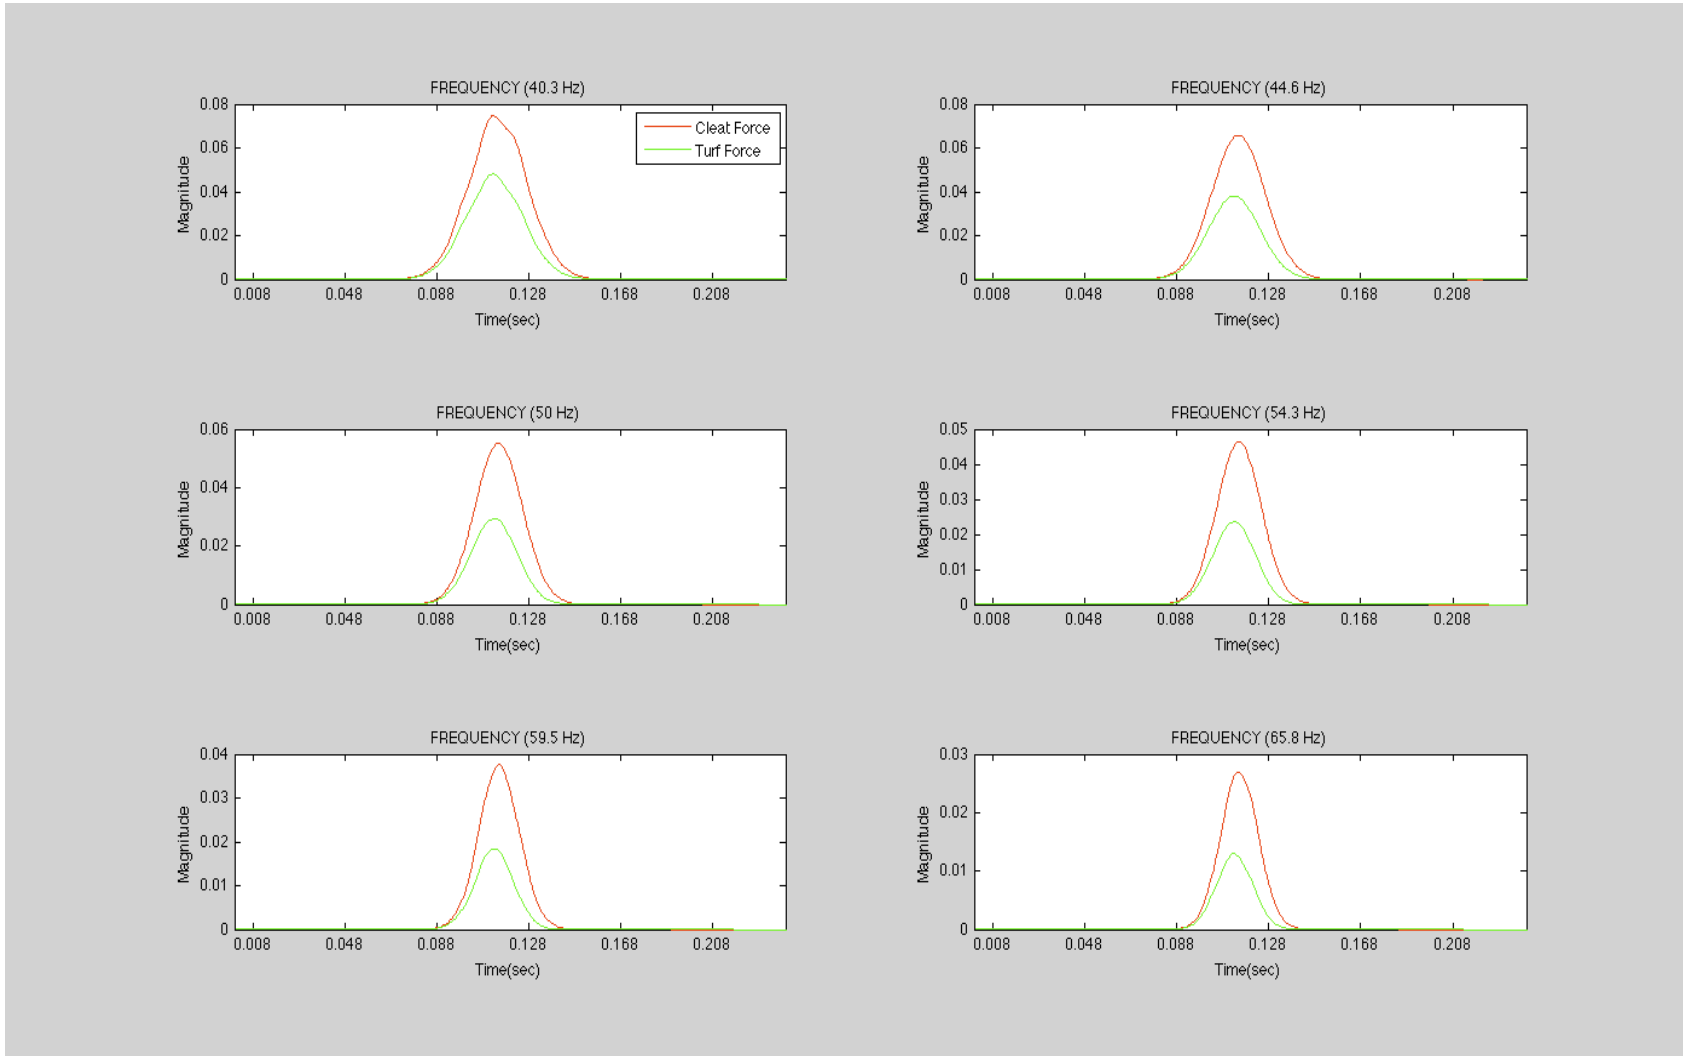 FREQUENCY (40.3 Hz)
0.08
0.06
0.04
0.02
0
Magnitude
Cleat Force
Turf Force
0.008 0.048 0.088 0.128 0.168 0.208
Time(sec)
FREQUENCY (44.6 Hz)
0.08
0.06
0.04
0.02
0
Magnitude
0.008 0.048 0.088 0.128 0.168 0.208
Time(sec)
FREQUENCY (50 Hz)
0.06
0.04
0.02
0
Magnitude
0.008 0.048 0.088 0.128 0.168 0.208
Time(sec)
FREQUENCY (54.3 Hz)
0.05
0.04
0.03
0.02
0.01
0
Magnitude
0.008 0.048 0.088 0.128 0.168 0.208
Time(sec)
FREQUENCY (59.5 Hz)
0.04
0.03
0.02
0.01
0
Magnitude
0.008 0.048 0.088 0.128 0.168 0.208
Time(sec)
FREQUENCY (65.8 Hz)
0.03
0.02
0.01
0
Magnitude
0.008 0.048 0.088 0.128 0.168 0.208
Time(sec)